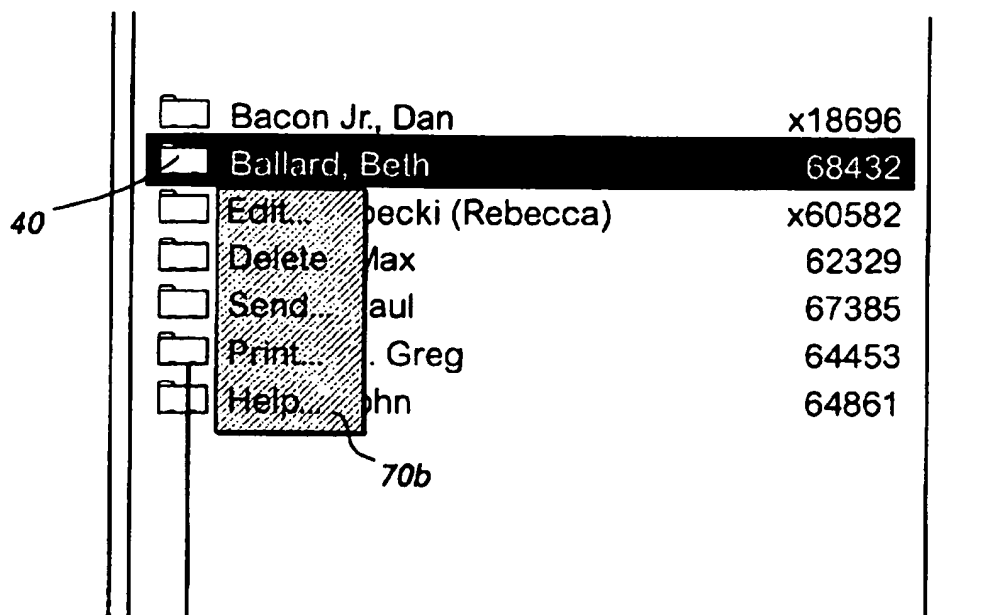 Bacon Jr., Dan x18696
Ballard, Beth 68432
40 Edit... becki (Rebecca) x60582
Delete Max 62329
Send... aul 67385
Print... . Greg 64453
Help... ohn 64861
70b